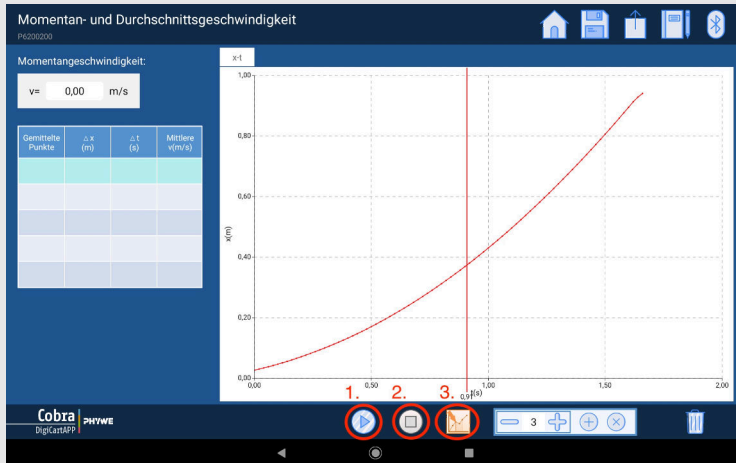 Momentan- und Durchschnittsgeschwindigkeit
P6200200
Momentangeschwindigkeit:
v= 0,00 m/s
Gemittelte Punkte △x (m) △t (s) Mittlere v(m/s)
x-t
1,00
0,80
0,60
x(m)
0,40
0,20
0,00
0,00 0,50 1,00 1,50 2,00
0,91
t(s)
1. 2. 3.
3
Cobra PHYWE
DigiCartAPP